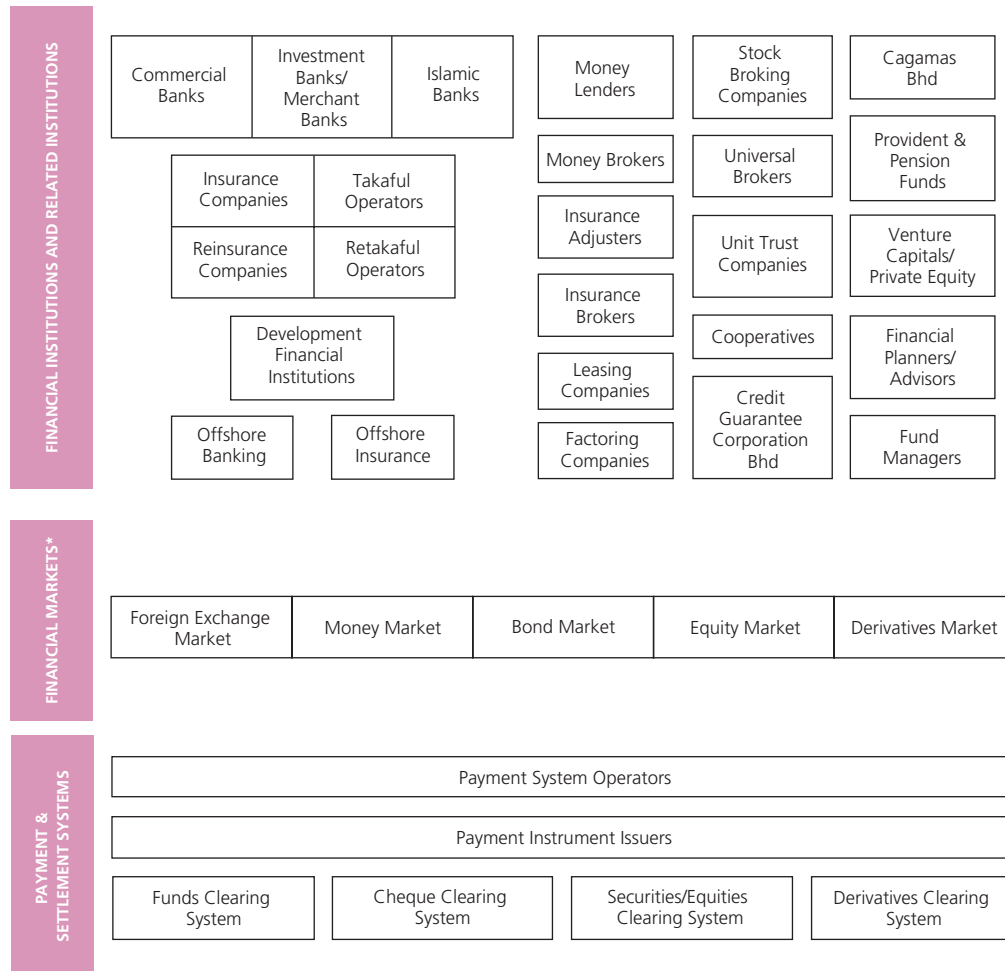 FINANCIAL INSTITUTIONS AND RELATED INSTITUTIONS
Commercial
Banks
Investment
Banks/
Merchant
Banks
Islamic
Banks
Insurance
Companies
Takaful
Operators
Reinsurance
Companies
Retakaful
Operators
Development
Financial
Institutions
Offshore
Banking
Offshore
Insurance
Money
Lenders
Money Brokers
Insurance
Adjusters
Insurance
Brokers
Leasing
Companies
Factoring
Companies
Stock
Broking
Companies
Universal
Brokers
Unit Trust
Companies
Cooperatives
Credit
Guarantee
Corporation
Bhd
Cagamas
Bhd
Provident &
Pension
Funds
Venture
Capitals/
Private Equity
Financial
Planners/
Advisors
Fund
Managers
FINANCIAL MARKETS*
Foreign Exchange
Market
Money Market
Bond Market
Equity Market
Derivatives Market
PAYMENT &
SETTLEMENT SYSTEMS
Payment System Operators
Payment Instrument Issuers
Funds Clearing
System
Cheque Clearing
System
Securities/Equities
Clearing System
Derivatives Clearing
System